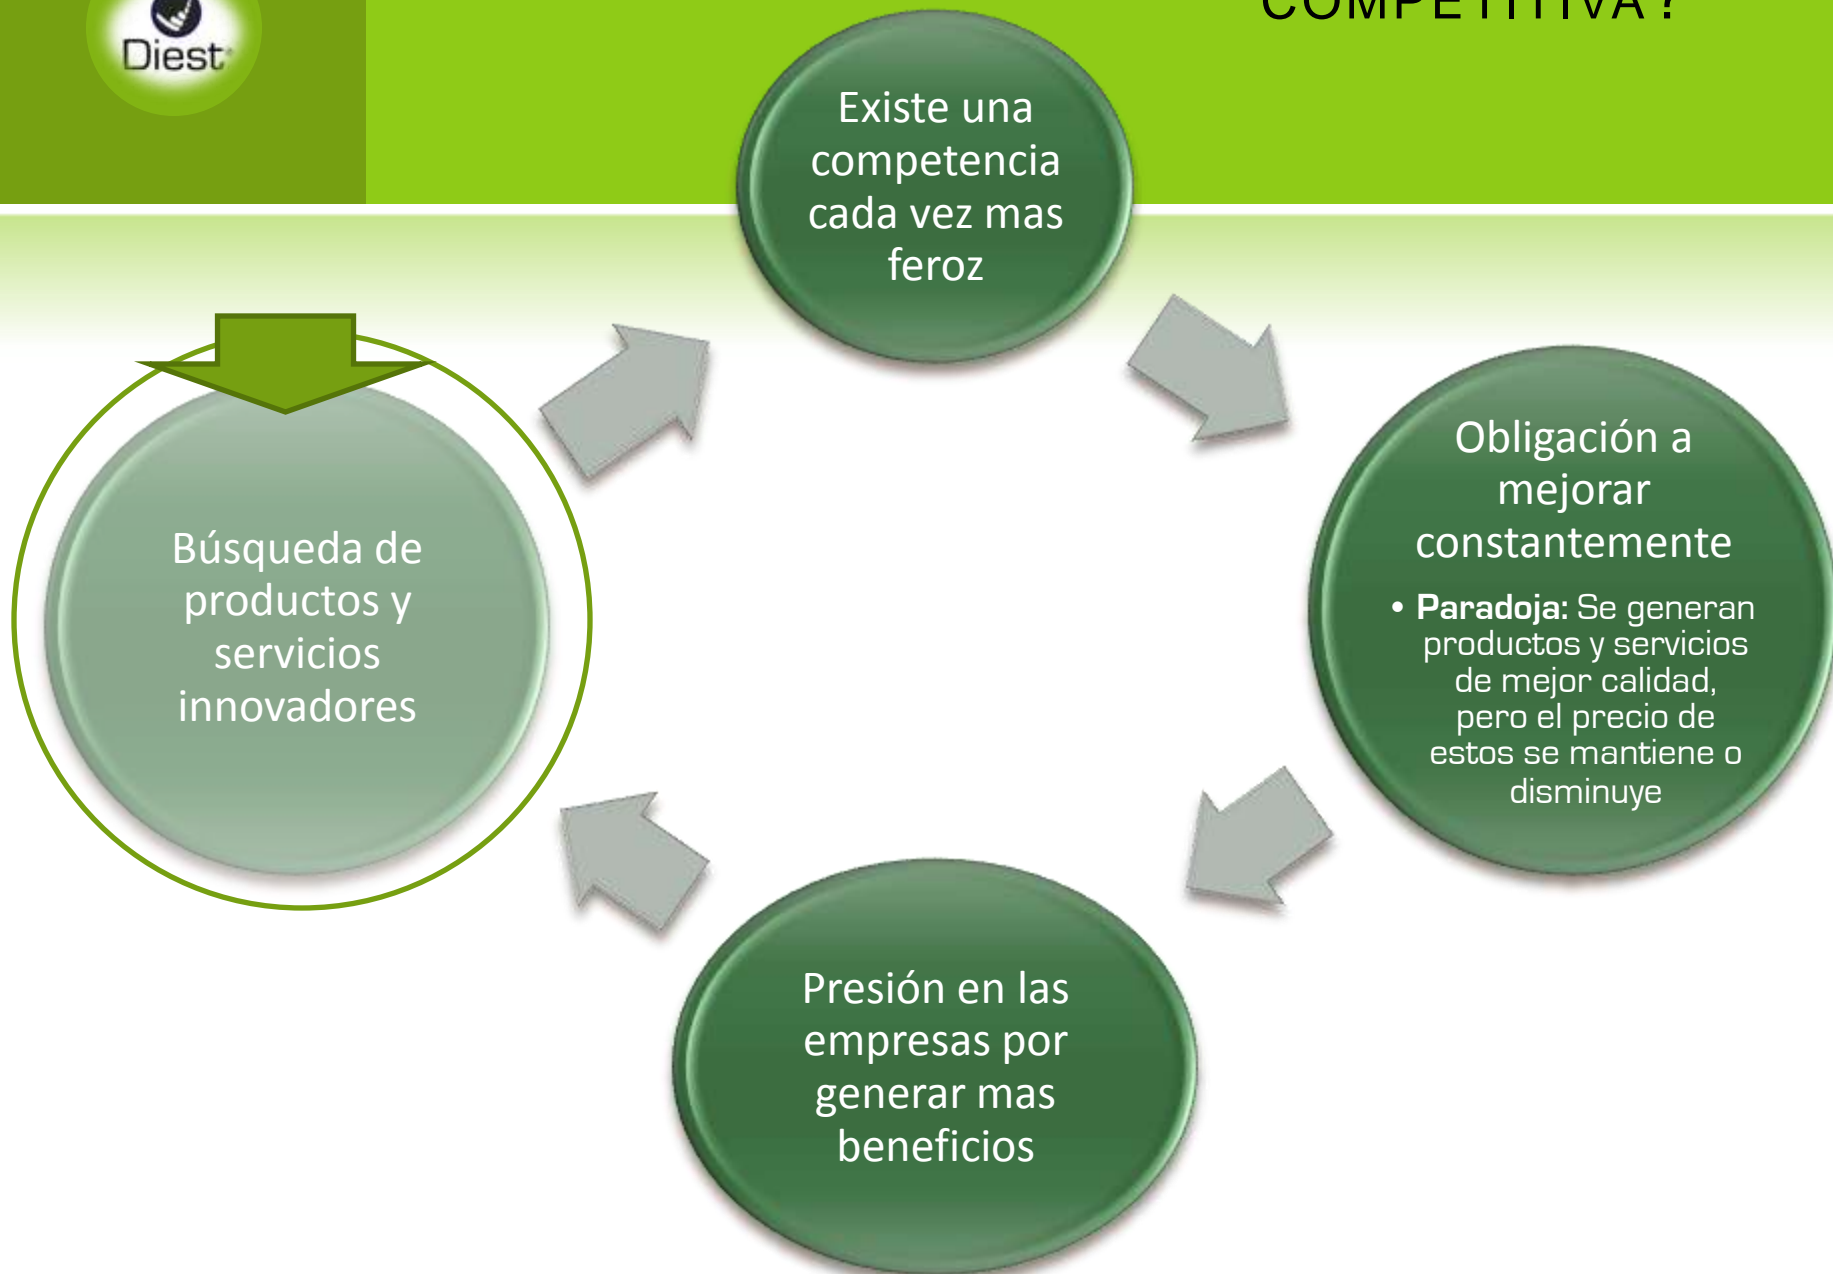 COMPETITIVA?
Diest
Existe una
competencia
cada vez mas
feroz
Obligación a
mejorar
constantemente
• Paradoja: Se generan
productos y servicios
de mejor calidad,
pero el precio de
estos se mantiene o
disminuye
Presión en las
empresas por
generar mas
beneficios
Búsqueda de
productos y
servicios
innovadores